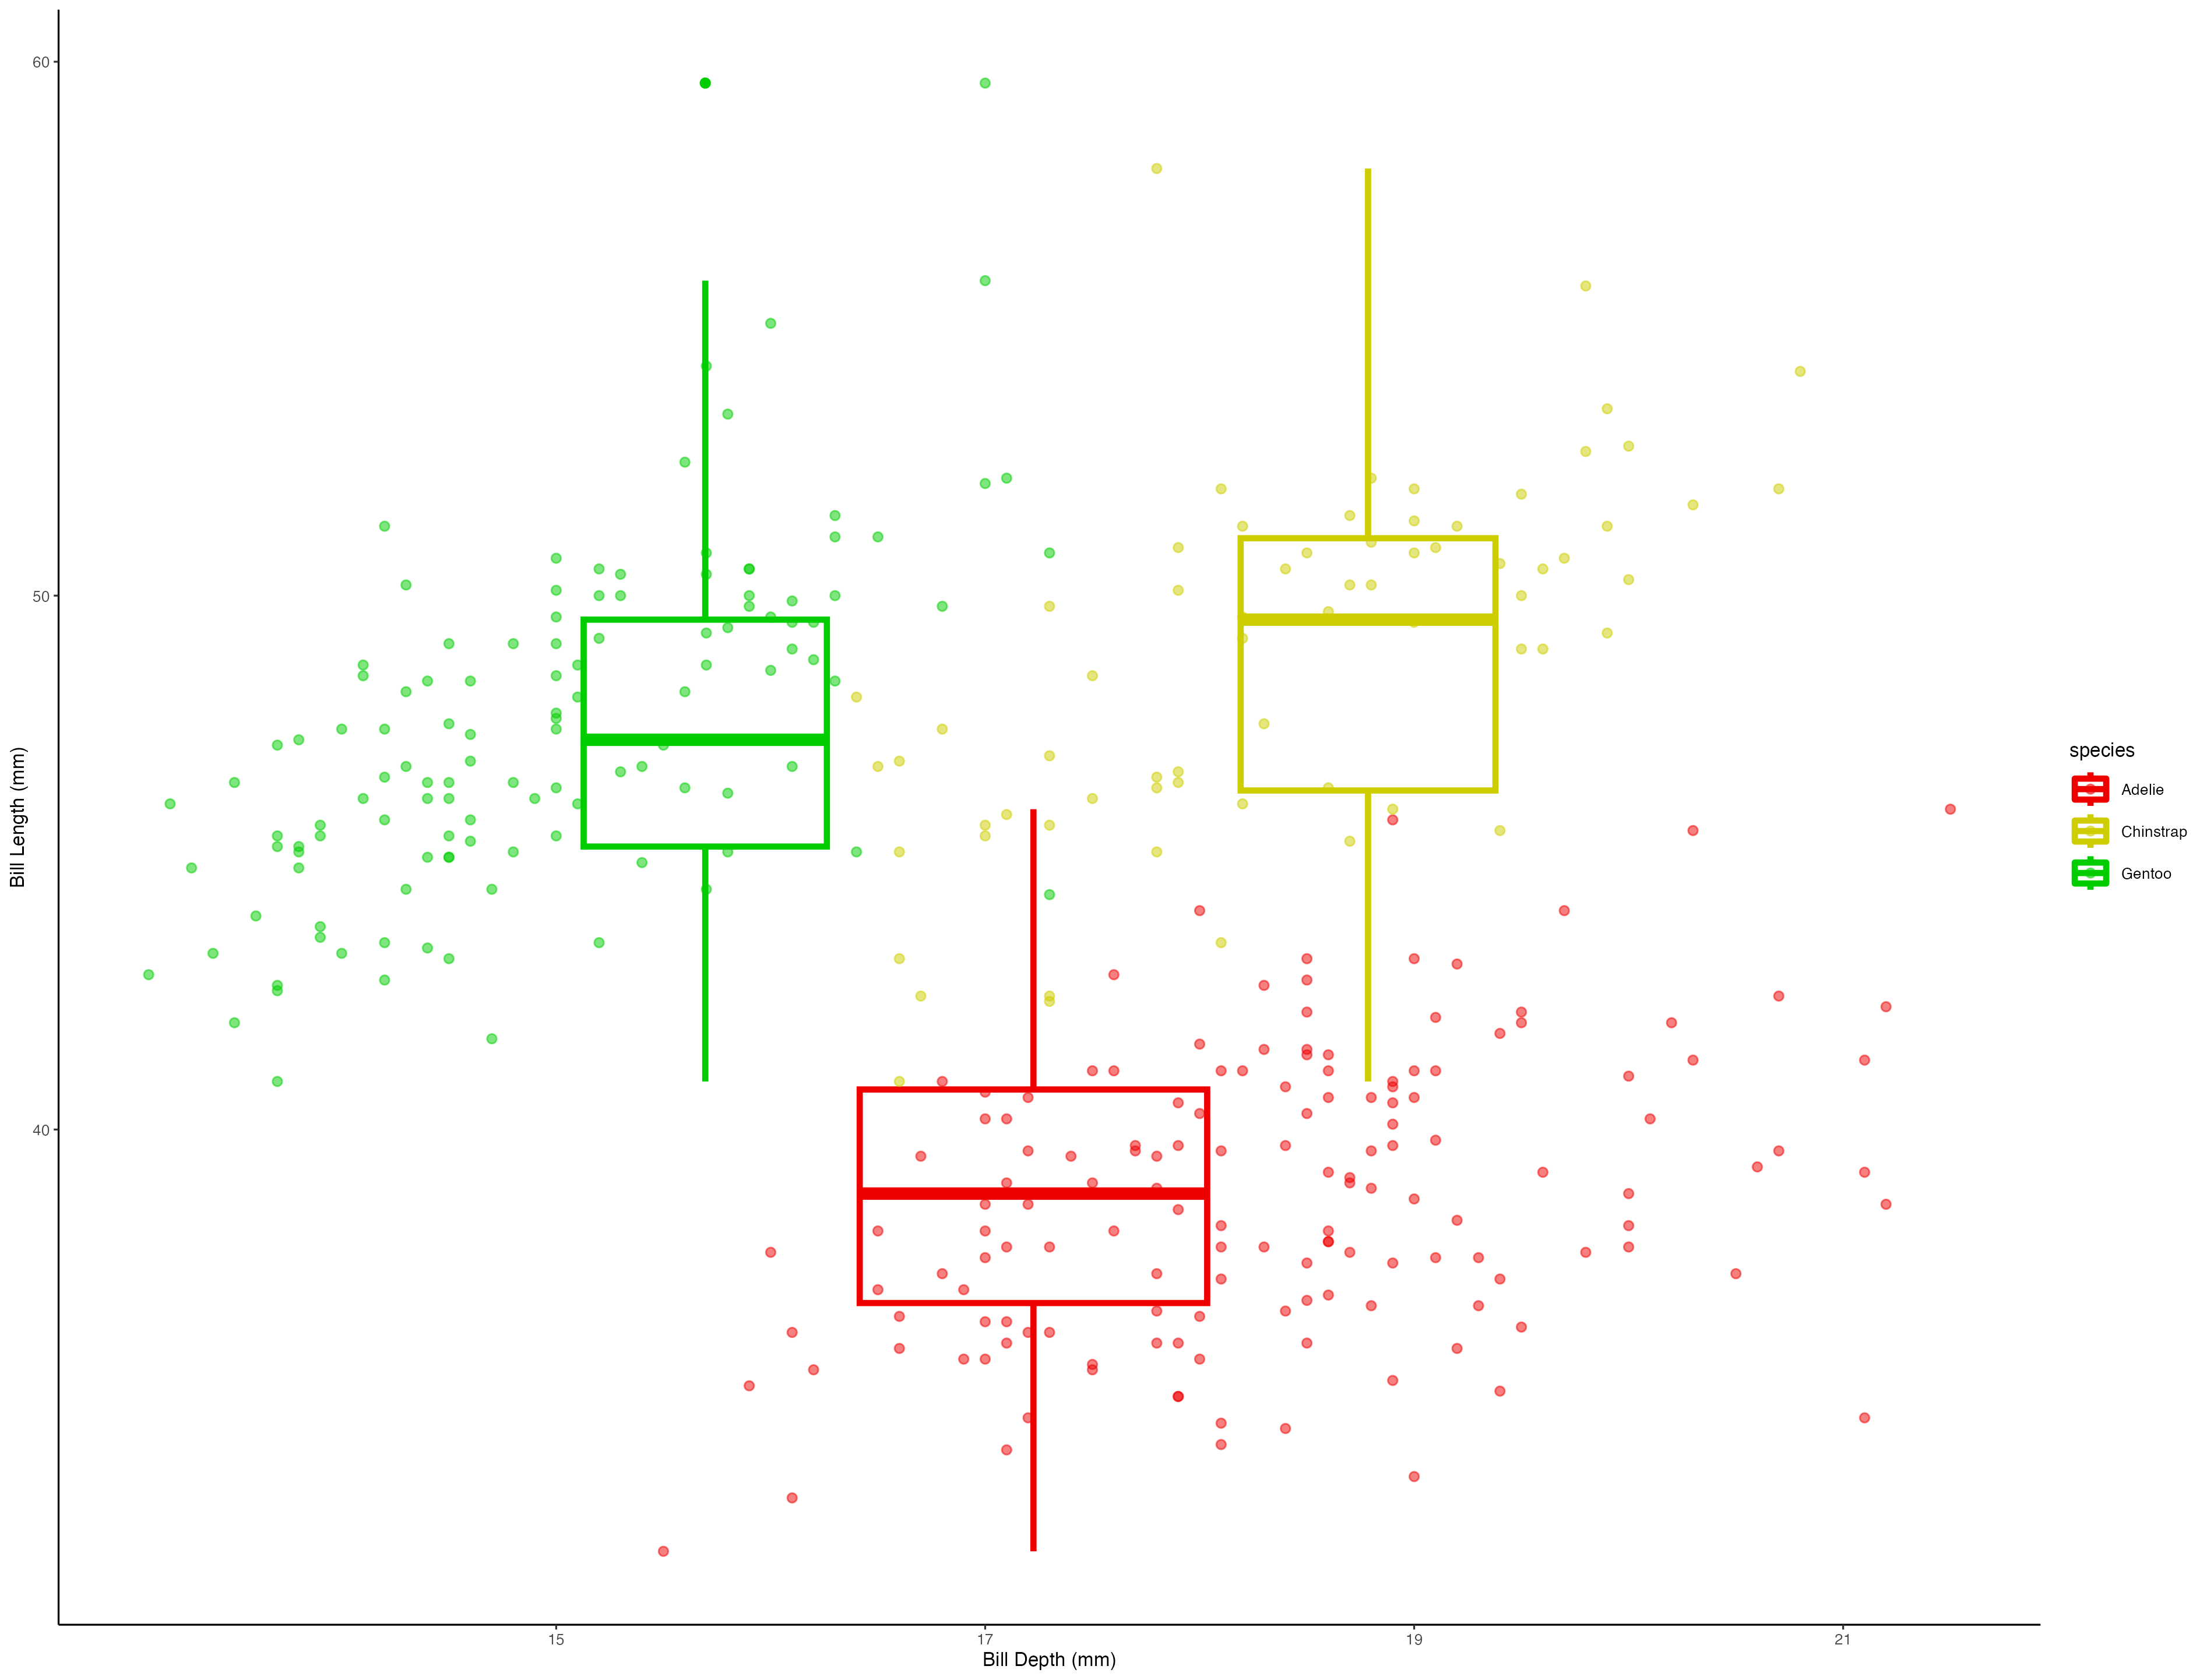 60
50
40
Bill Length (mm)
15
17
19
21
Bill Depth (mm)
species
Adelie
Chinstrap
Gentoo